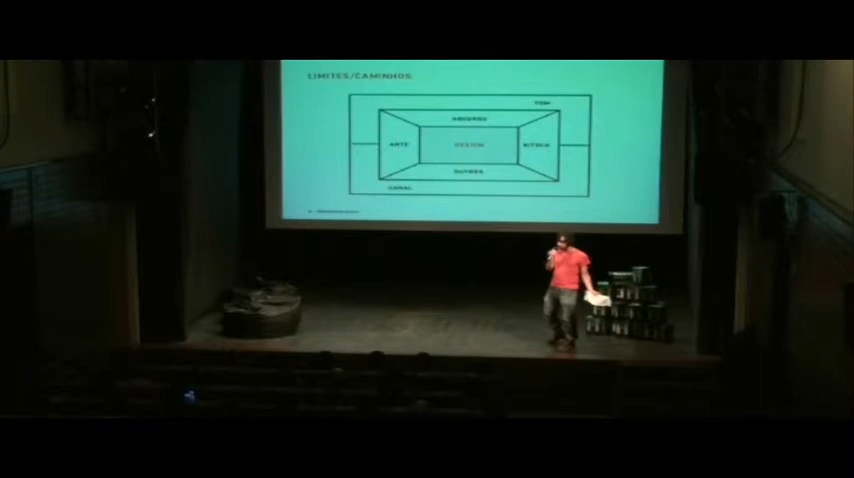 LIMITES/CAMINHOS
TOM
ABSURDO
ARTE DESIGN KITSCH
OUTROS
CANAL